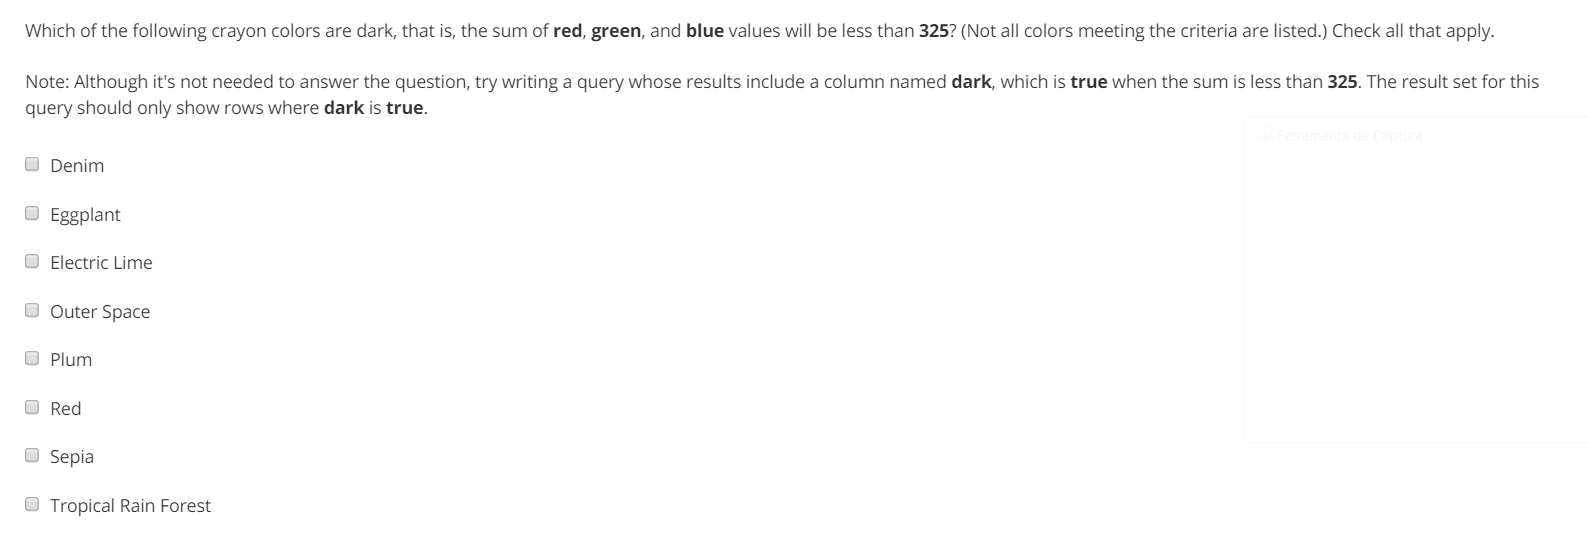 Which of the following crayon colors are dark, that is, the sum of red, green, and blue values will be less than 325? (Not all colors meeting the criteria are listed.) Check all that apply.
Note: Although it's not needed to answer the question, try writing a query whose results include a column named dark, which is true when the sum is less than 325. The result set for this
query should only show rows where dark is true.
Ferramenta de Captura
Denim
Eggplant
Electric Lime
Outer Space
Plum
Red
Sepia
Tropical Rain Forest